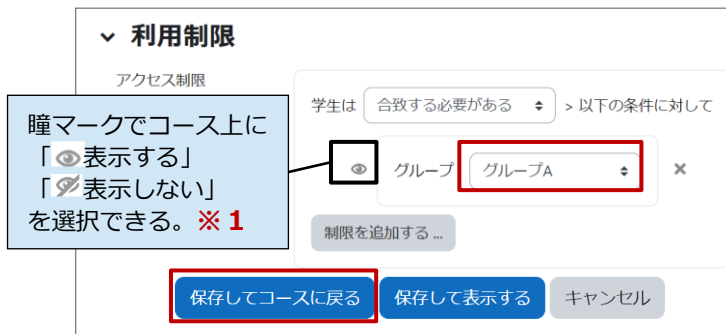 利用制限
アクセス制限
学生は 合致する必要がある > 以下の条件に対して
瞳マークでコース上に
「表示する」
「表示しない」
を選択できる。※1
グループ グループA ×
制限を追加する ...
保存してコースに戻る 保存して表示する キャンセル